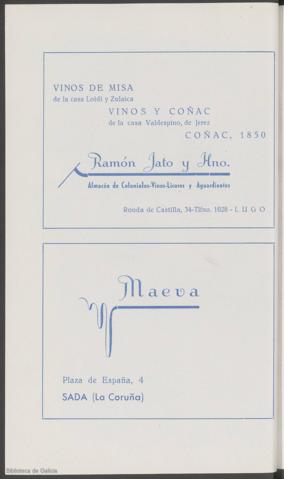 VINOS DE MISA
de la casa Loidi y Zulaica
VINOS Y COÑAC
de la casa Valdespino, de Jerez
COÑAC, 1850
Ramón Jato y Hno.
Almacén de Coloniales-Vinos-Licores y Aguardientes
Ronda de Castilla, 34-Tlfno. 1028 - LUGO
Maeva
Plaza de España, 4
SADA (La Coruña)
Biblioteca de Galicia